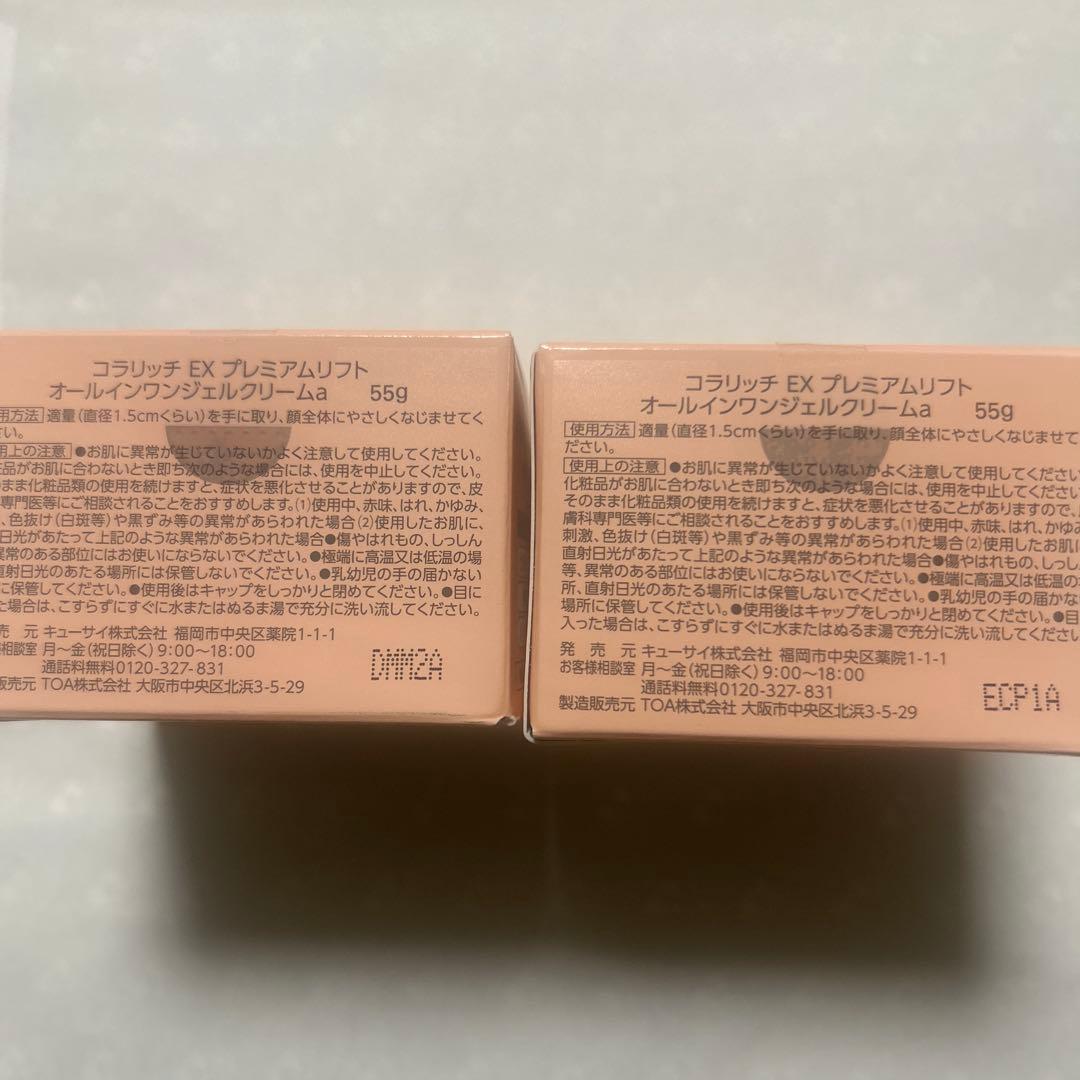 コラリッチ EX プレミアムリフト
オールインワンジェルクリームa 55g
用方法 適量(直径1.5cmくらい)を手に取り、顔全体にやさしくなじませてく
さい。
用上の注意 ●お肌に異常が生じていないかよく注意して使用してください。
品がお肌に合わないとき即ち次のような場合には、使用を中止してください。
のまま化粧品類の使用を続けますと、症状を悪化させることがありますので、皮
専門医等にご相談されることをおすすめします。(1)使用中、赤味、はれ、かゆみ、
、色抜け(白斑等)や黒ずみ等の異常があらわれた場合(2)使用したお肌に、
日光があたって上記のような異常があらわれた場合●傷やはれもの、しっしん
異常のある部位にはお使いにならないでください。●極端に高温又は低温の場
直射日光のあたる場所には保管しないでください。●乳幼児の手の届かない
に保管してください。●使用後はキャップをしっかりと閉めてください。●目に
た場合は、こすらずにすぐに水またはぬるま湯で充分に洗い流してください。
売 元 キューサイ株式会社 福岡市中央区薬院1-1-1
相談室 月〜金(祝日除く)9:00〜18:00
通話料無料0120-327-831
販売元 TOA株式会社 大阪市中央区北浜3-5-29
DMM2A
コラリッチ EX プレミアムリフト
オールインワンジェルクリームa 55g
使用方法 適量(直径1.5cmくらい)を手に取り、顔全体にやさしくなじませて
ださい。
使用上の注意 ●お肌に異常が生じていないかよく注意して使用してください
化粧品がお肌に合わないとき即ち次のような場合には、使用を中止してくださ
そのまま化粧品類の使用を続けますと、症状を悪化させることがありますので、
膚科専門医等にご相談されることをおすすめします。(1)使用中、赤味、はれ、かゆみ
刺激、色抜け(白斑等)や黒ずみ等の異常があらわれた場合(2)使用したお肌に
直射日光があたって上記のような異常があらわれた場合●傷やはれもの、しっし
等、異常のある部位にはお使いにならないでください。●極端に高温又は低温の
所、直射日光のあたる場所には保管しないでください。●乳幼児の手の届かな
場所に保管してください。●使用後はキャップをしっかりと閉めてください。●目
入った場合は、こすらずにすぐに水またはぬるま湯で充分に洗い流してくださ
発 売 元 キューサイ株式会社 福岡市中央区薬院1-1-1
お客様相談室 月〜金(祝日除く)9:00〜18:00
通話料無料0120-327-831
製造販売元 TOA株式会社 大阪市中央区北浜3-5-29
ECP1A